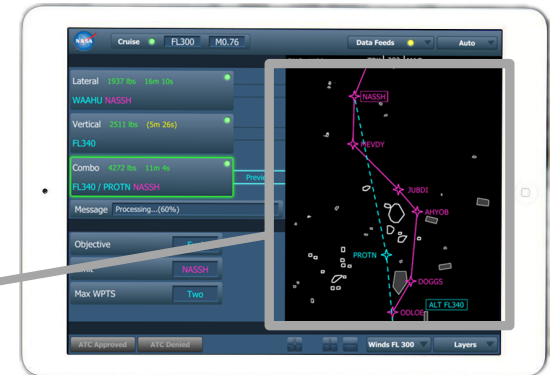 NASA Cruise FL300 M0.76 Data Feeds Auto
Lateral 1937 lbs 16m 10s
WAAHU NASSH
Vertical 2511 lbs (5m 26s)
FL340
Combo 4272 lbs 11m 4s
FL340 / PROTN NASSH
Previ
Message Processing...(60%)
Objective
NASSH
Max WPTS Two
ATC Approved ATC Denied
NASSH
HEVDY
JUBDI
AHYOB
PROTN
DOGGS
ALT FL340
ODLOE
Winds FL 300 Layers